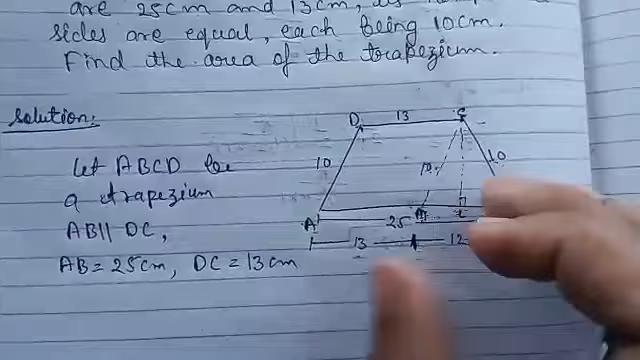 are 25cm and 13cm, its
sides are equal, each being 10cm.
Find the area of the trapezium.
Solution:
Let ABCD be
a trapezium
AB || DC,
AB = 25cm, DC = 13cm
D 13 C
10 10 10
A 25 M L
13 12